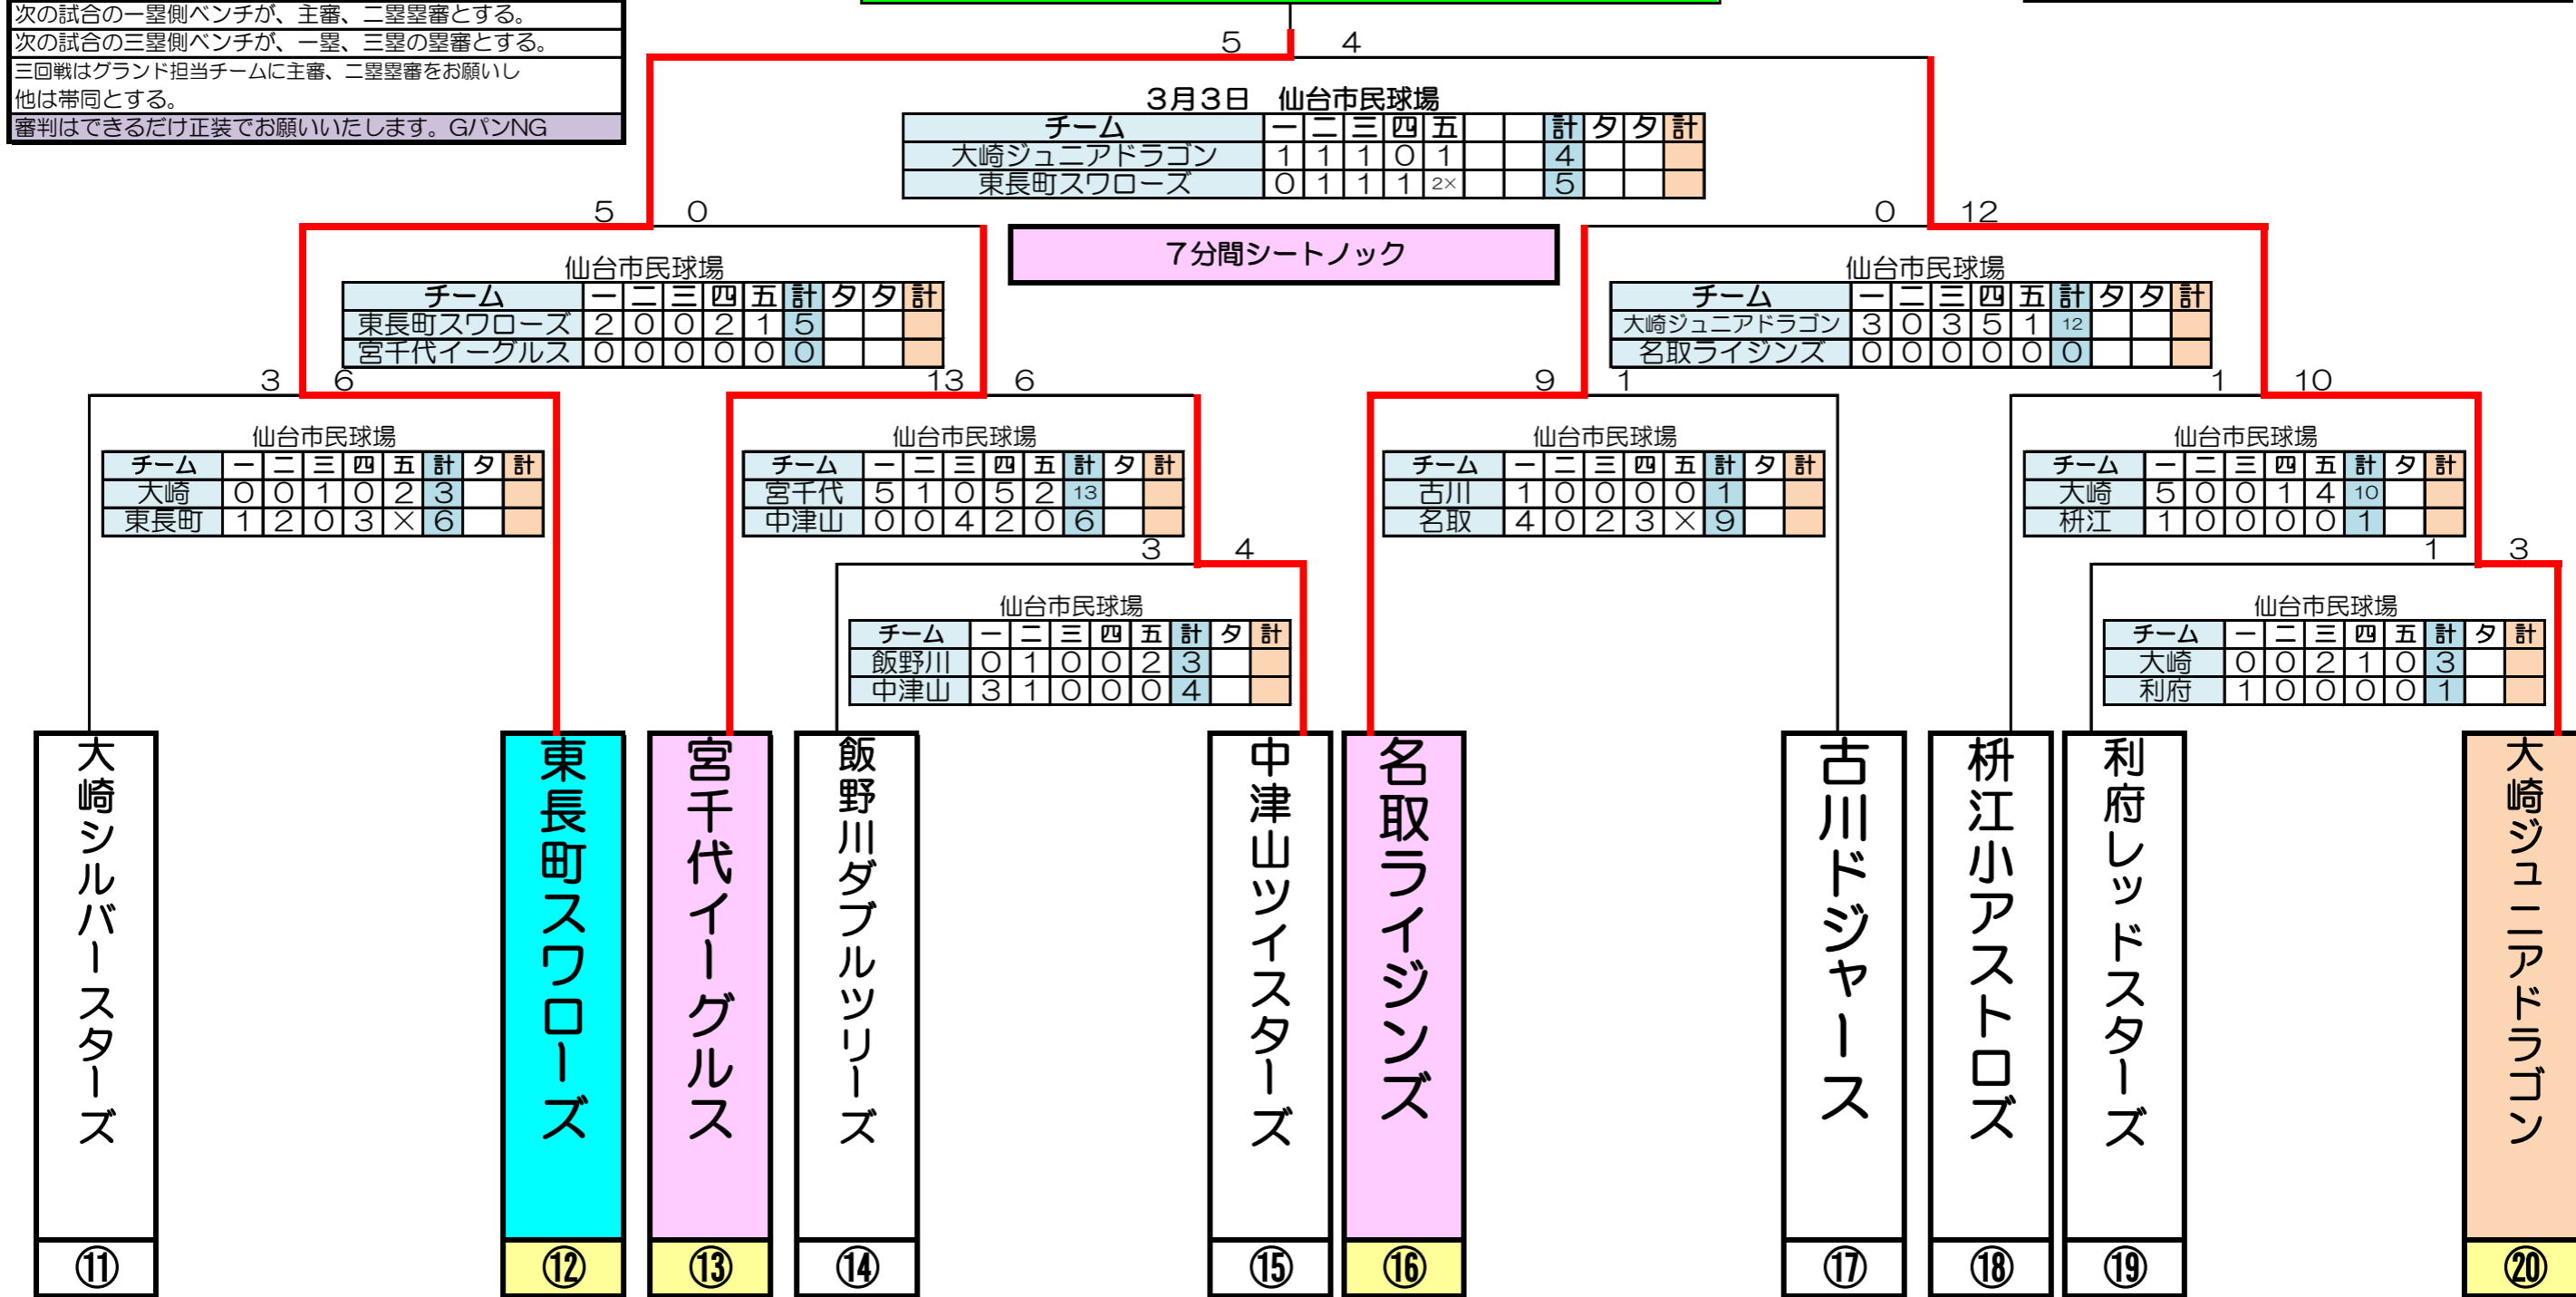 次の試合の一塁側ベンチが、主審、二塁塁審とする。
次の試合の三塁側ベンチが、一塁、三塁の塁審とする。
三回戦はグランド担当チームに主審、二塁塁審をお願いし
他は帯同とする。
審判はできるだけ正装でお願いいたします。GパンNG
5 4
3月3日 仙台市民球場
チーム 一 二 三 四 五 計 タ タ 計
大崎ジュニアドラゴン 1 1 1 0 1 4
東長町スワローズ 0 1 1 1 2× 5
5 0
0 12
7分間シートノック
仙台市民球場
チーム 一 二 三 四 五 計 タ タ 計
東長町スワローズ 2 0 0 2 1 5
宮千代イーグルス 0 0 0 0 0 0
仙台市民球場
チーム 一 二 三 四 五 計 タ タ 計
大崎ジュニアドラゴン 3 0 3 5 1 12
名取ライジンズ 0 0 0 0 0 0
3 6
13 6
9 1
1 10
仙台市民球場
チーム 一 二 三 四 五 計 タ 計
大崎 0 0 1 0 2 3
東長町 1 2 0 3 × 6
仙台市民球場
チーム 一 二 三 四 五 計 タ 計
宮千代 5 1 0 5 2 13
中津山 0 0 4 2 0 6
仙台市民球場
チーム 一 二 三 四 五 計 タ 計
古川 1 0 0 0 0 1
名取 4 0 2 3 × 9
仙台市民球場
チーム 一 二 三 四 五 計 タ 計
大崎 5 0 0 1 4 10
枡江 1 0 0 0 0 1
3 4
1 3
仙台市民球場
チーム 一 二 三 四 五 計 タ 計
飯野川 0 1 0 0 2 3
中津山 3 1 0 0 0 4
仙台市民球場
チーム 一 二 三 四 五 計 タ 計
大崎 0 0 2 1 0 3
利府 1 0 0 0 0 1
大崎シルバースターズ
⑪
東長町スワローズ
⑫
宮千代イーグルス
⑬
飯野川ダブルツリーズ
⑭
中津山ツイスターズ
⑮
名取ライジンズ
⑯
古川ドジャース
⑰
枡江小アストロズ
⑱
利府レッドスターズ
⑲
大崎ジュニアドラゴン
⑳